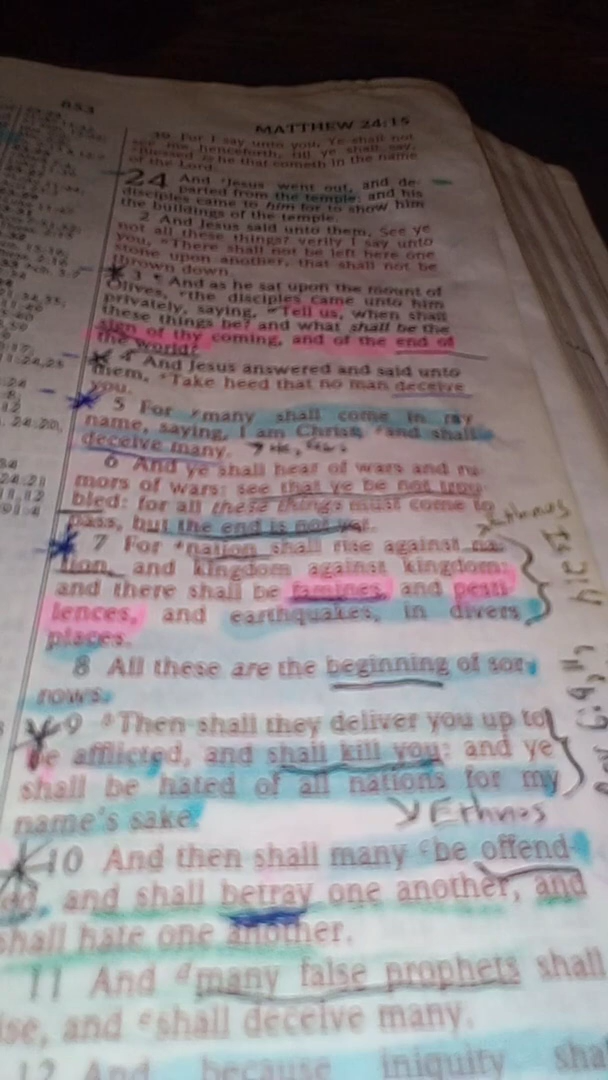 853
MATTHEW 24:15
39 For I say unto you, Ye shall not
see me henceforth, till ye shall say,
Blessed is he that cometh in the name
of the Lord.
24 And Jesus went out, and de-
parted from the temple: and his
disciples came to him for to show him
the buildings of the temple.
2 And Jesus said unto them, See ye
not all these things? verily I say unto
you, There shall not be left here one
stone upon another, that shall not be
thrown down.
3 ¶ And as he sat upon the mount of
Olives, the disciples came unto him
privately, saying, Tell us, when shall
these things be? and what shall be the
sign of thy coming, and of the end of
the world?
4 And Jesus answered and said unto
them, Take heed that no man deceive
you.
5 For many shall come in my
name, saying, I am Christ; and shall
deceive many.
6 And ye shall hear of wars and ru-
mors of wars: see that ye be not trou-
bled: for all these things must come to
pass, but the end is not yet.
Ethnos
7 For nation shall rise against na-
tion, and kingdom against kingdom:
and there shall be famines, and pesti-
lences, and earthquakes, in divers
places.
8 All these are the beginning of sor-
rows.
9 Then shall they deliver you up to
be afflicted, and shall kill you: and ye
shall be hated of all nations for my
name's sake.
Ethnos
10 And then shall many be offend-
ed, and shall betray one another, and
shall hate one another.
11 And many false prophets shall
ise, and shall deceive many.
12 And because iniquity sha